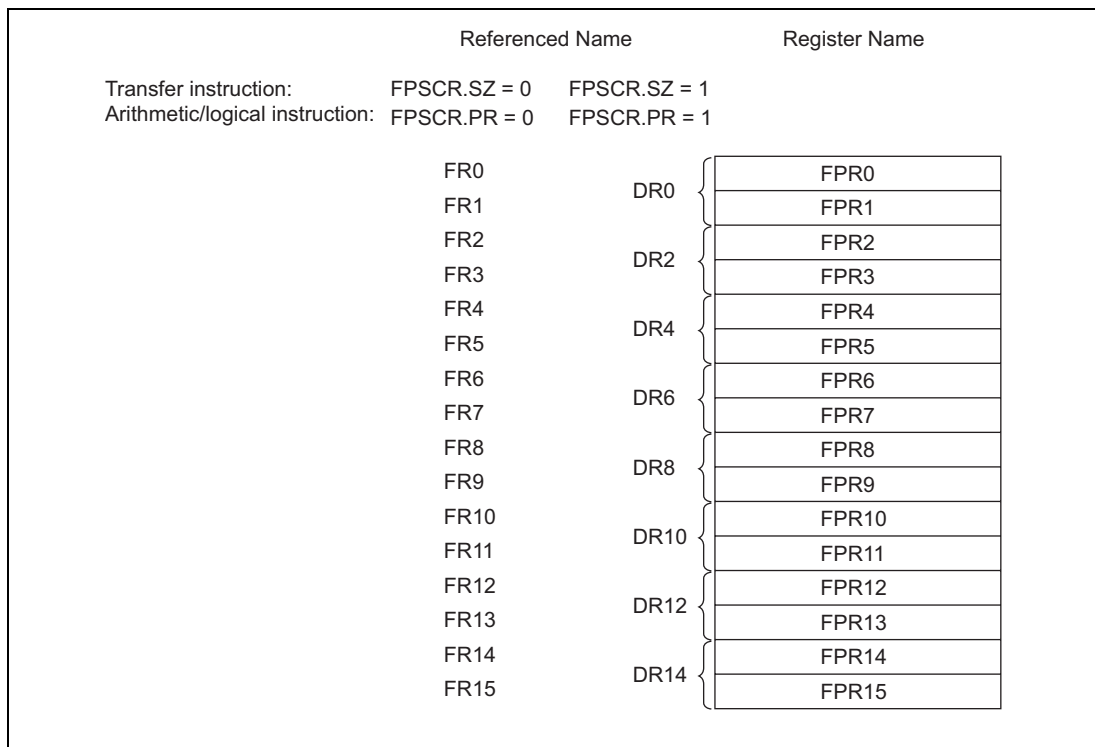 Referenced Name Register Name
Transfer instruction: FPSCR.SZ = 0 FPSCR.SZ = 1
Arithmetic/logical instruction: FPSCR.PR = 0 FPSCR.PR = 1
FR0 FPR0
DR0
FR1 FPR1
FR2 FPR2
DR2
FR3 FPR3
FR4 FPR4
DR4
FR5 FPR5
FR6 FPR6
DR6
FR7 FPR7
FR8 FPR8
DR8
FR9 FPR9
FR10 FPR10
DR10
FR11 FPR11
FR12 FPR12
DR12
FR13 FPR13
FR14 FPR14
DR14
FR15 FPR15